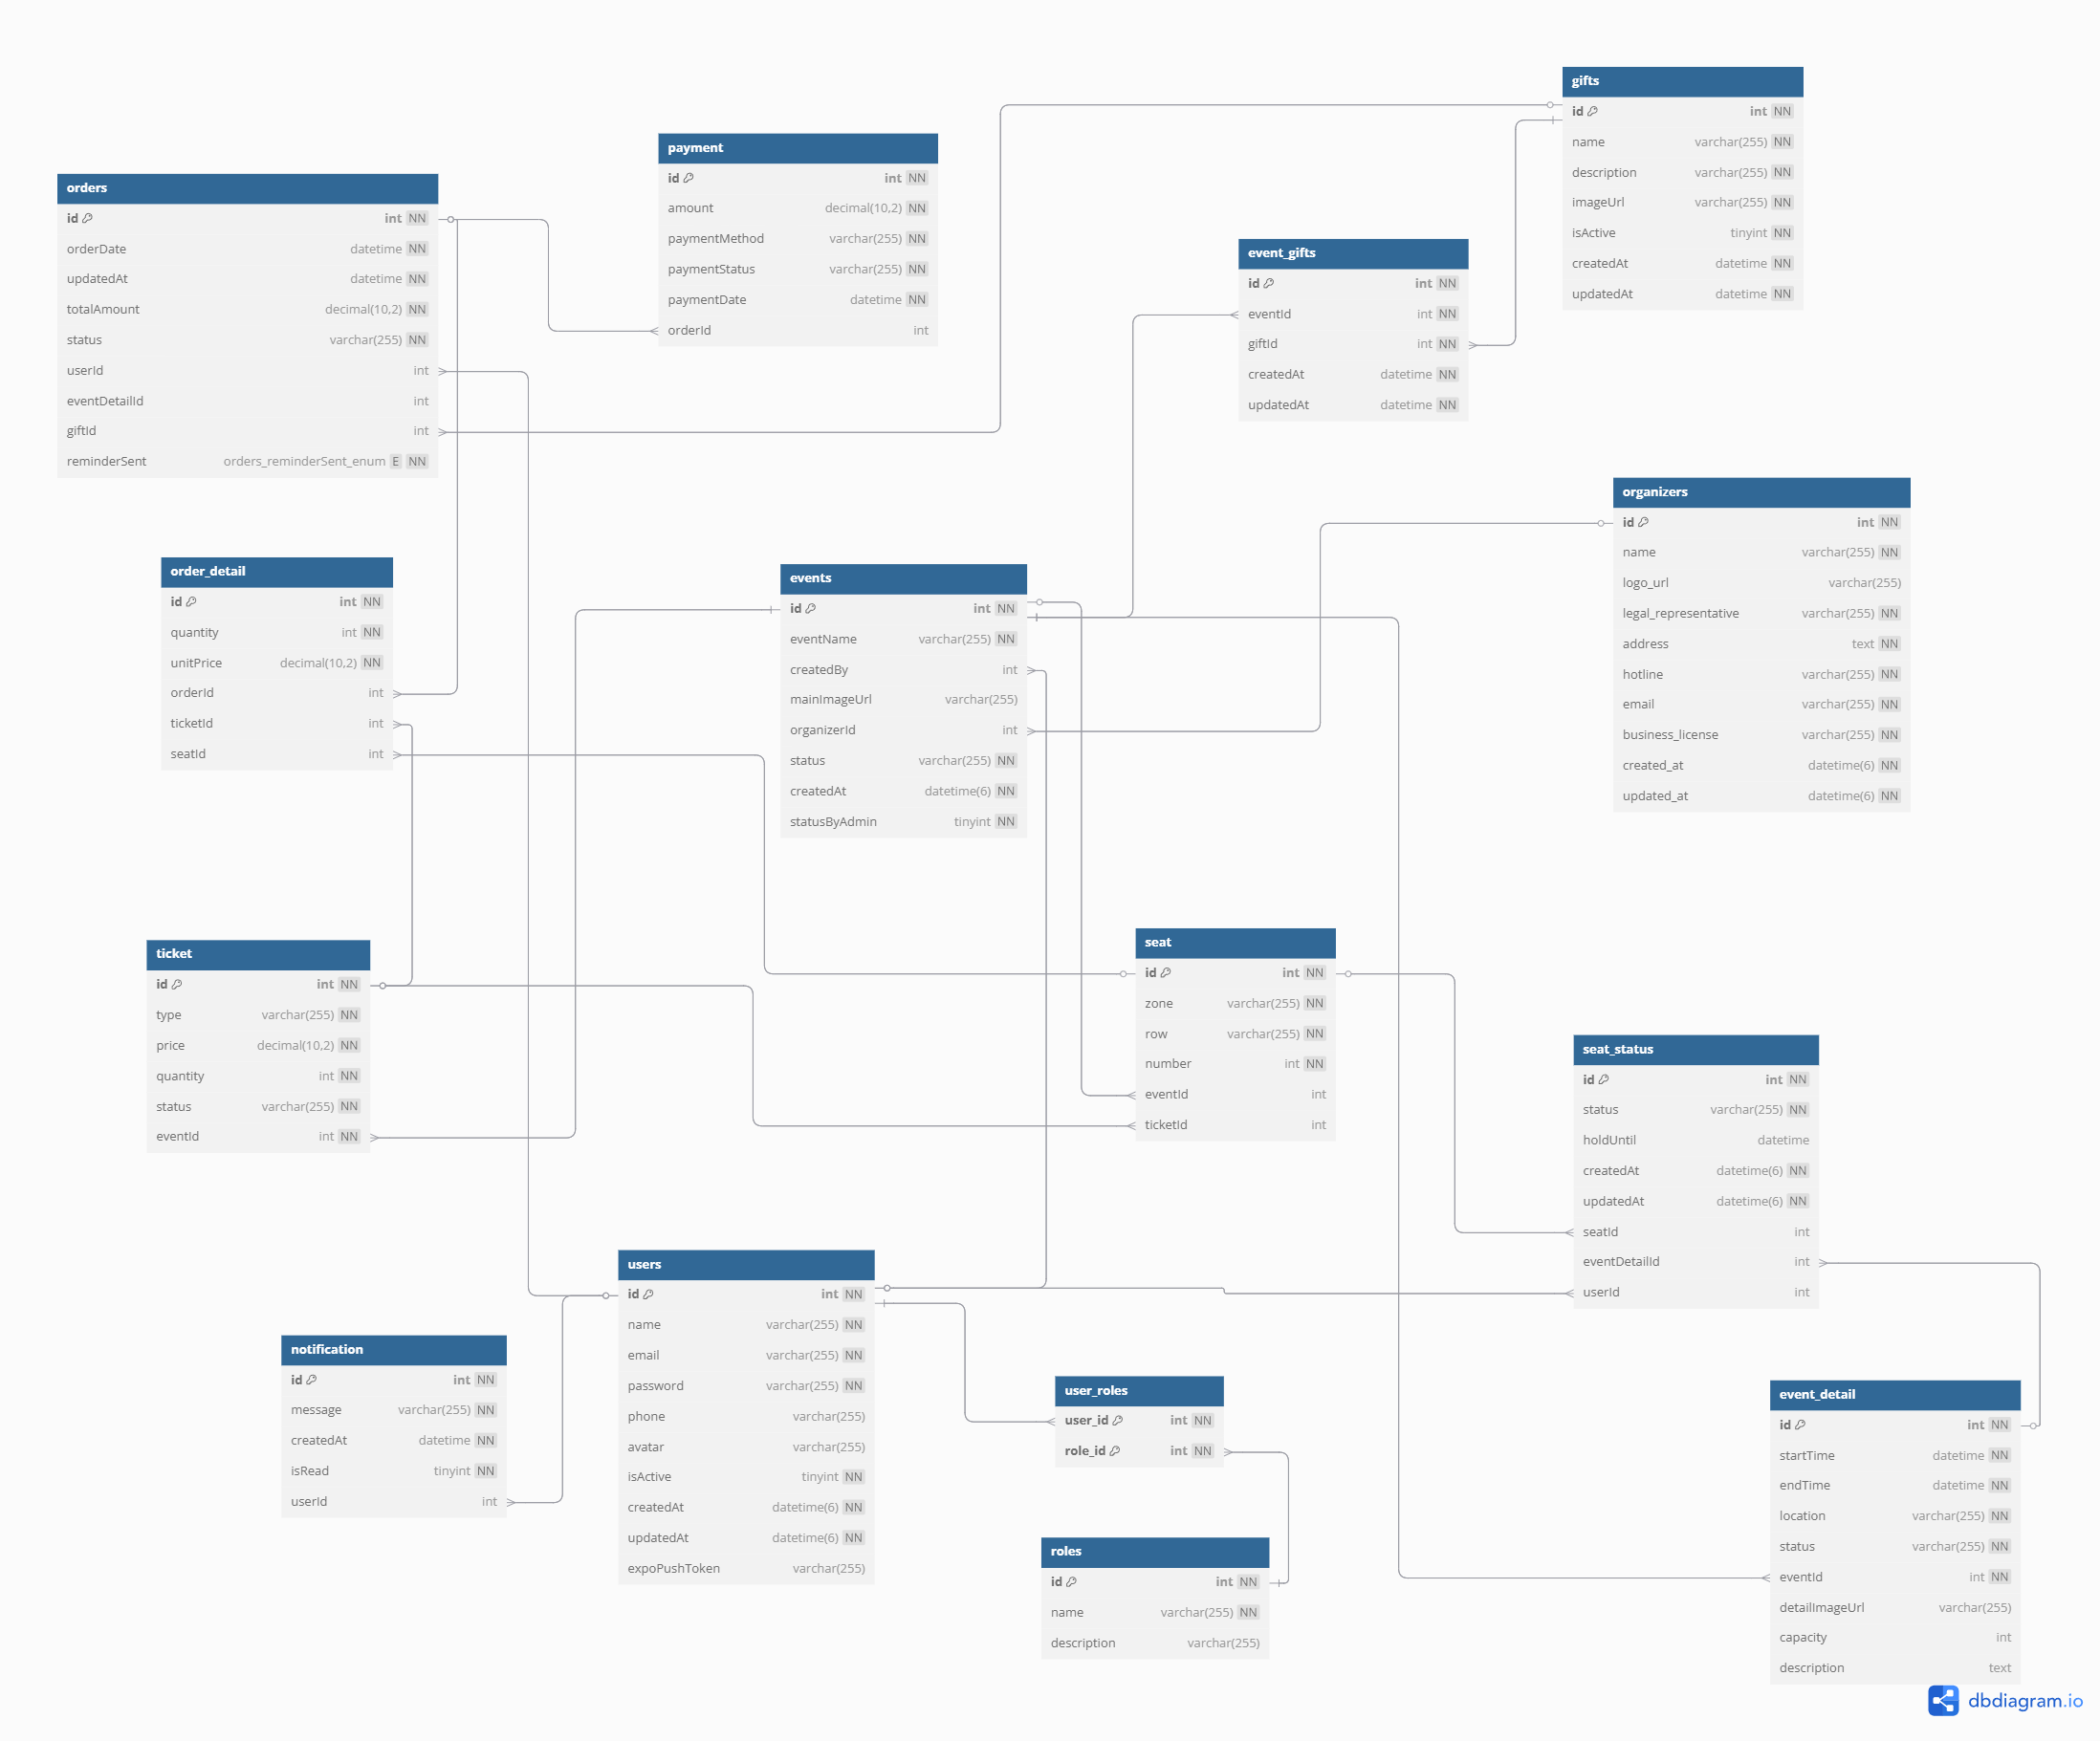 orders
id int NN
orderDate datetime NN
updatedAt datetime NN
totalAmount decimal(10,2) NN
status varchar(255) NN
userId int
eventDetailId int
giftId int
reminderSent orders_reminderSent_enum E NN
payment
id int NN
amount decimal(10,2) NN
paymentMethod varchar(255) NN
paymentStatus varchar(255) NN
paymentDate datetime NN
orderId int
gifts
id int NN
name varchar(255) NN
description varchar(255) NN
imageUrl varchar(255) NN
isActive tinyint NN
createdAt datetime NN
updatedAt datetime NN
event_gifts
id int NN
eventId int NN
giftId int NN
createdAt datetime NN
updatedAt datetime NN
organizers
id int NN
name varchar(255) NN
logo_url varchar(255)
legal_representative varchar(255) NN
address text NN
hotline varchar(255) NN
email varchar(255) NN
business_license varchar(255) NN
created_at datetime(6) NN
updated_at datetime(6) NN
order_detail
id int NN
quantity int NN
unitPrice decimal(10,2) NN
orderId int
ticketId int
seatId int
events
id int NN
eventName varchar(255) NN
createdBy int
mainImageUrl varchar(255)
organizerId int
status varchar(255) NN
createdAt datetime(6) NN
statusByAdmin tinyint NN
ticket
id int NN
type varchar(255) NN
price decimal(10,2) NN
quantity int NN
status varchar(255) NN
eventId int NN
seat
id int NN
zone varchar(255) NN
row varchar(255) NN
number int NN
eventId int
ticketId int
seat_status
id int NN
status varchar(255) NN
holdUntil datetime
createdAt datetime(6) NN
updatedAt datetime(6) NN
seatId int
eventDetailId int
userId int
users
id int NN
name varchar(255) NN
email varchar(255) NN
password varchar(255) NN
phone varchar(255)
avatar varchar(255)
isActive tinyint NN
createdAt datetime(6) NN
updatedAt datetime(6) NN
expoPushToken varchar(255)
notification
id int NN
message varchar(255) NN
createdAt datetime NN
isRead tinyint NN
userId int
user_roles
user_id int NN
role_id int NN
roles
id int NN
name varchar(255) NN
description varchar(255)
event_detail
id int NN
startTime datetime NN
endTime datetime NN
location varchar(255) NN
status varchar(255) NN
eventId int NN
detailImageUrl varchar(255)
capacity int
description text
dbdiagram.io